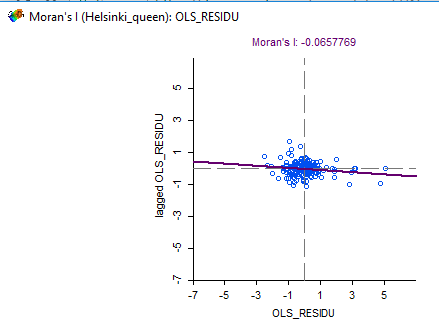 Moran's I (Helsinki_queen): OLS_RESIDU
Moran's I: -0.0657769
5
3
1
-1
-3
-5
-7
lagged OLS_RESIDU
-7 -5 -3 -1 1 3 5
OLS_RESIDU